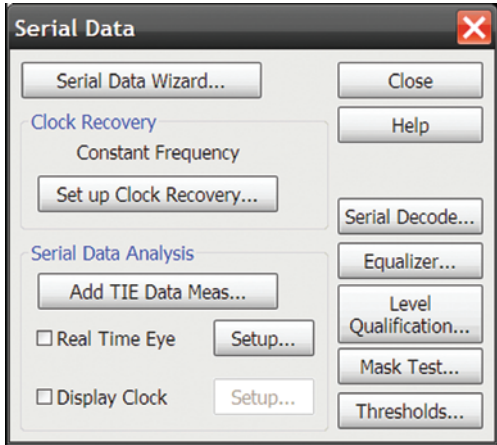 Serial Data
Serial Data Wizard...
Close
Clock Recovery
Help
Constant Frequency
Set up Clock Recovery...
Serial Decode...
Serial Data Analysis
Equalizer...
Add TIE Data Meas...
Level
Qualification...
Real Time Eye
Setup...
Mask Test...
Display Clock
Setup...
Thresholds...